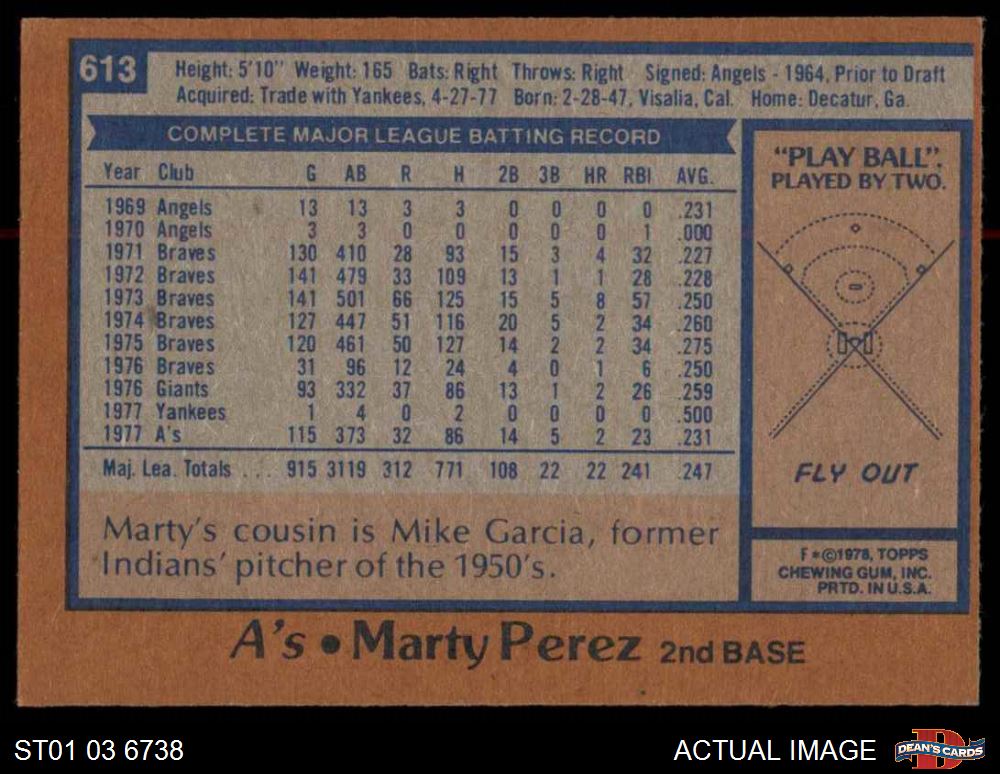 613
Height: 5'10" Weight: 165 Bats: Right Throws: Right Signed: Angels - 1964, Prior to Draft
Acquired: Trade with Yankees, 4-27-77 Born: 2-28-47, Visalia, Cal. Home: Decatur, Ga.
COMPLETE MAJOR LEAGUE BATTING RECORD
Year Club G AB R H 2B 3B HR RBI AVG.
1969 Angels 13 13 3 3 0 0 0 0 .231
1970 Angels 3 3 0 0 0 0 0 1 .000
1971 Braves 130 410 28 93 15 3 4 32 .227
1972 Braves 141 479 33 109 13 1 1 28 .228
1973 Braves 141 501 66 125 15 5 8 57 .250
1974 Braves 127 447 51 116 20 5 2 34 .260
1975 Braves 120 461 50 127 14 2 2 34 .275
1976 Braves 31 96 12 24 4 0 1 6 .250
1976 Giants 93 332 37 86 13 1 2 26 .259
1977 Yankees 1 4 0 2 0 0 0 0 .500
1977 A's 115 373 32 86 14 5 2 23 .231
Maj. Lea. Totals ... 915 3119 312 771 108 22 22 241 .247
Marty's cousin is Mike Garcia, former
Indians' pitcher of the 1950's.
"PLAY BALL".
PLAYED BY TWO.
FLY OUT
F*©1978, TOPPS
CHEWING GUM, INC.
PRTD. IN U.S.A.
A's • Marty Perez 2nd BASE
ST01 03 6738
ACTUAL IMAGE
D
DEAN'S CARDS